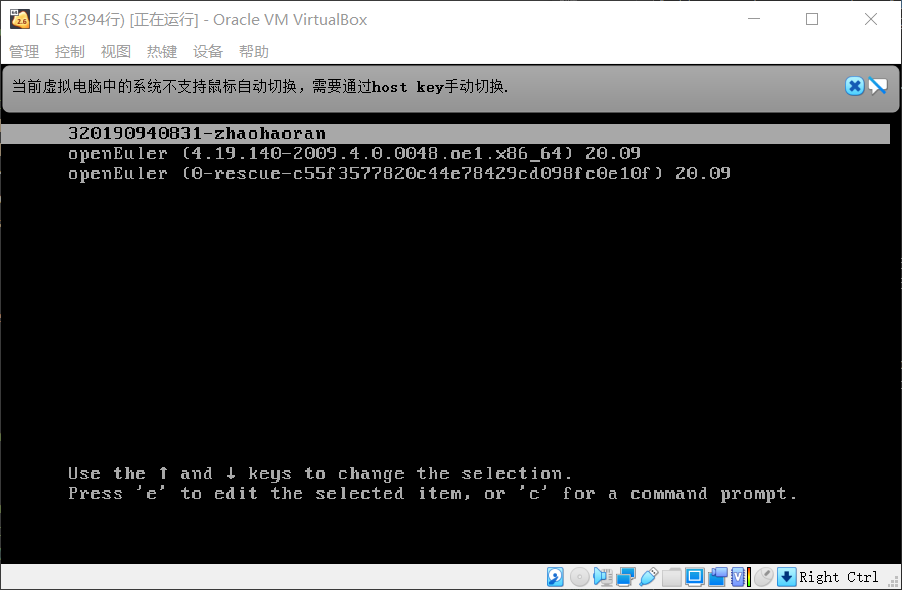 LFS (3294行) [正在运行] - Oracle VM VirtualBox
管理 控制 视图 热键 设备 帮助
当前虚拟电脑中的系统不支持鼠标自动切换，需要通过host key手动切换.
320190940831-zhaohaoran
openEuler (4.19.140-2009.4.0.0048.oe1.x86_64) 20.09
openEuler (0-rescue-c55f3577820c44e78429cd098fc0e10f) 20.09
Use the ↑ and ↓ keys to change the selection.
Press 'e' to edit the selected item, or 'c' for a command prompt.
Right Ctrl